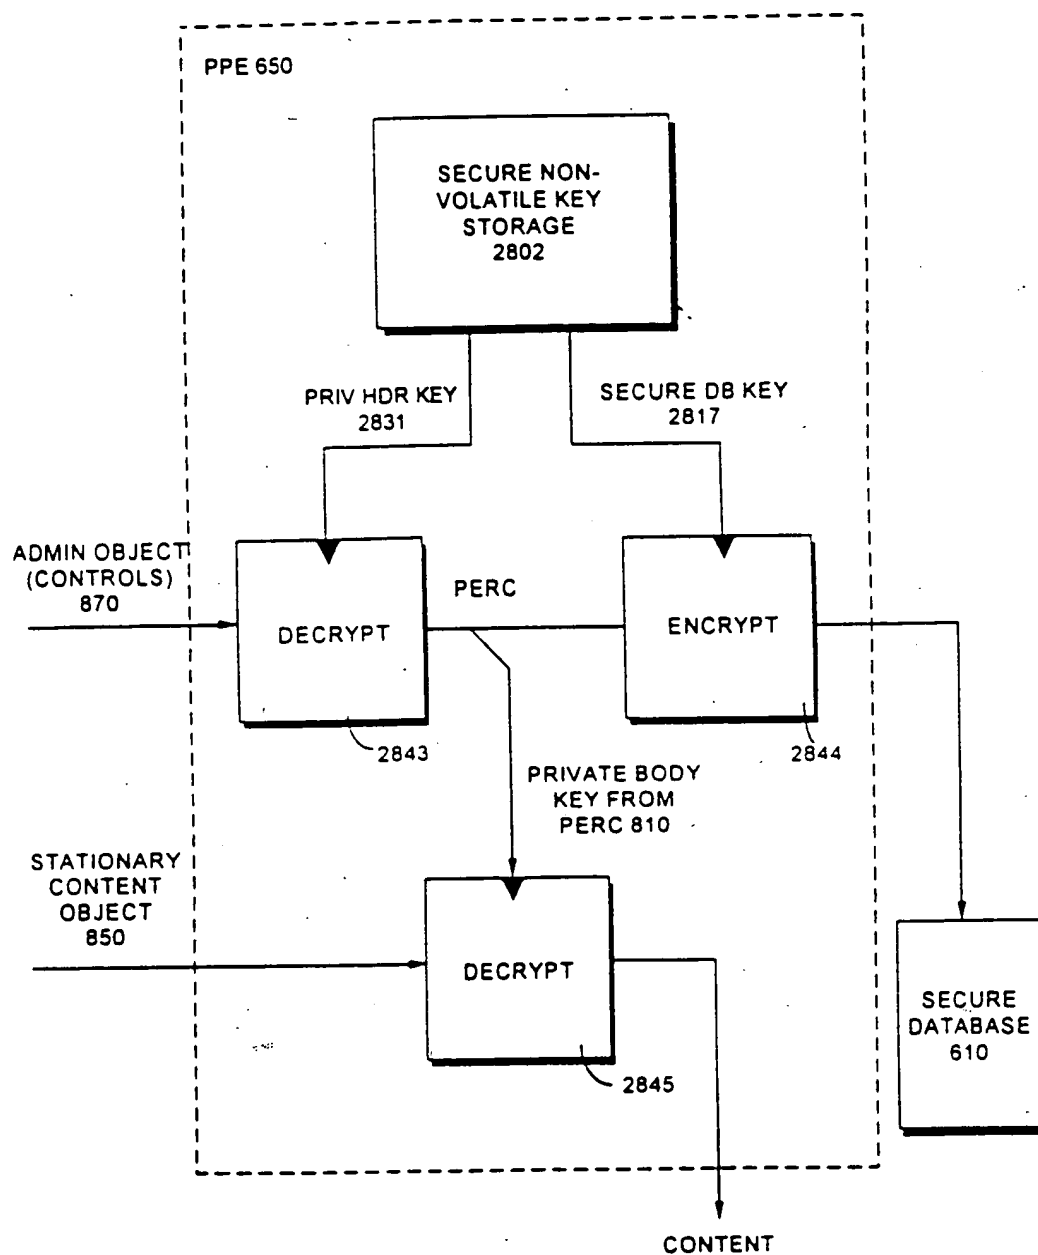 PPE 650
SECURE NON-
VOLATILE KEY
STORAGE
2802
PRIV HDR KEY
2831
SECURE DB KEY
2817
ADMIN OBJECT
(CONTROLS)
870
DECRYPT
PERC
ENCRYPT
2843
2844
PRIVATE BODY
KEY FROM
PERC 810
STATIONARY
CONTENT
OBJECT
850
DECRYPT
2845
SECURE
DATABASE
610
CONTENT